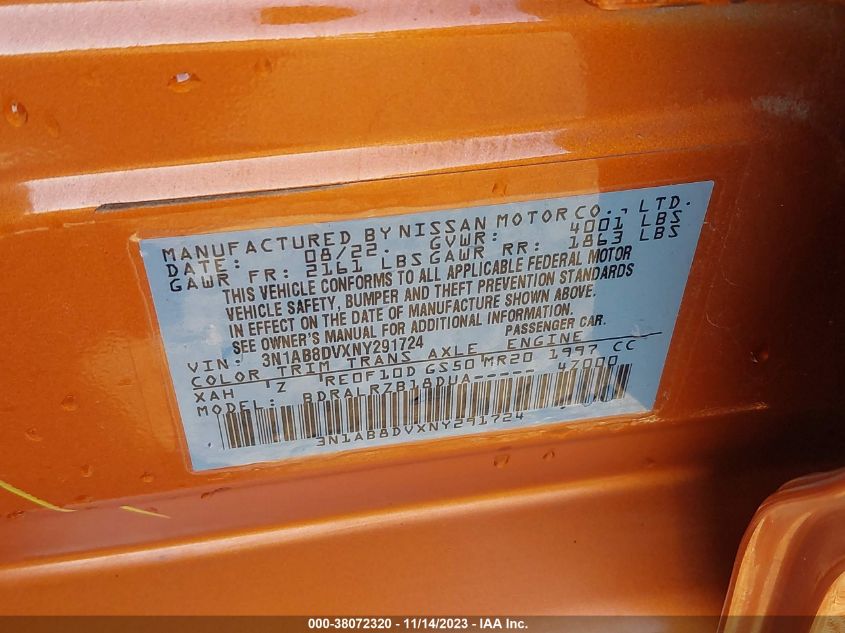 MANUFACTURED BY NISSAN MOTOR CO., LTD.
DATE: 08/22. GVWR: 4001 LBS
GAWR FR: 2161 LBS GAWR RR: 1863 LBS
THIS VEHICLE CONFORMS TO ALL APPLICABLE FEDERAL MOTOR
VEHICLE SAFETY, BUMPER AND THEFT PREVENTION STANDARDS
IN EFFECT ON THE DATE OF MANUFACTURE SHOWN ABOVE.
SEE OWNER'S MANUAL FOR ADDITIONAL INFORMATION.
VIN: 3N1AB8DVXNY291724 PASSENGER CAR.
COLOR TRIM TRANS AXLE ENGINE
XAH Z RE0F10D GS50 MR20 1997 CC
MODEL: BDRALRZB18DUA----- 47000
3N1AB8DVXNY291724
000-38072320 - 11/14/2023 - IAA Inc.